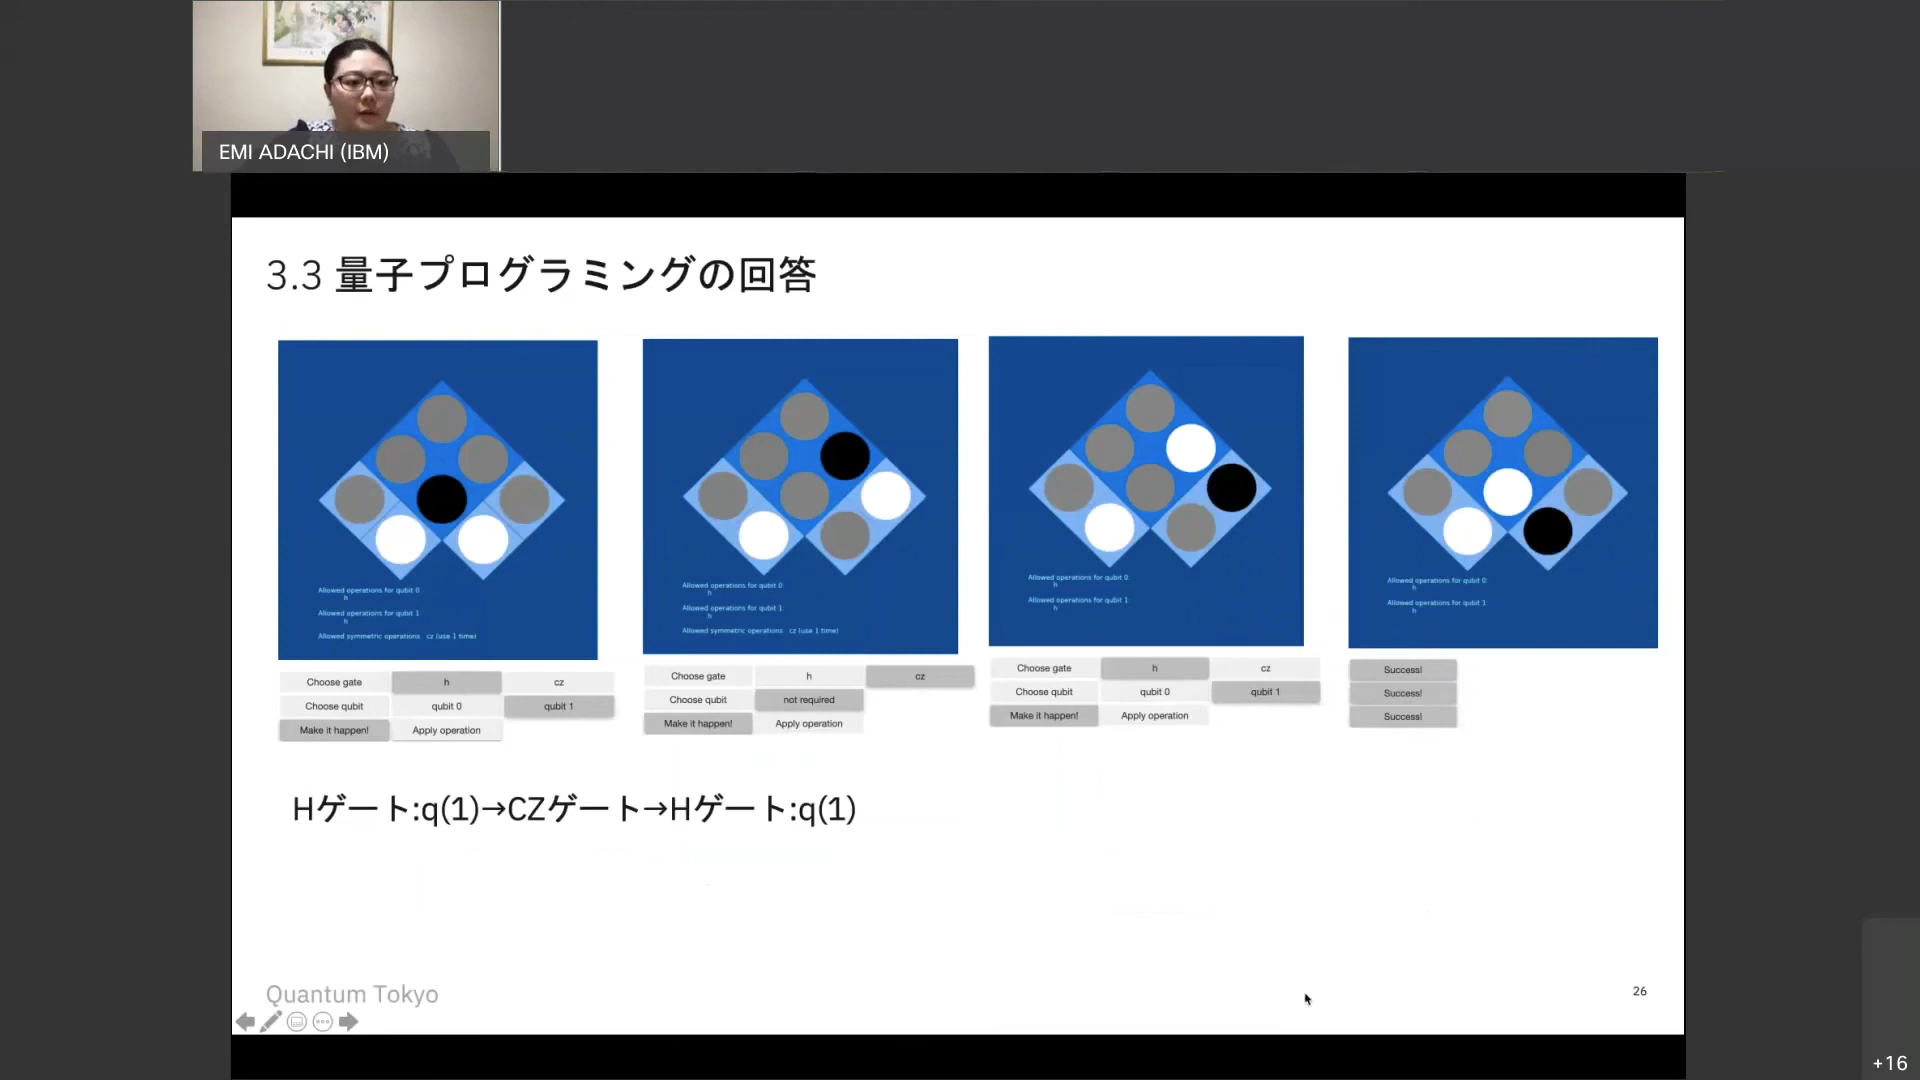 EMI ADACHI (IBM)
3.3 量子プログラミングの回答
Allowed operations for qubit 0:
h
Allowed operations for qubit 1:
h
Allowed symmetric operations cz (use 1 time)
Choose gate h cz
Choose qubit qubit 0 qubit 1
Make it happen! Apply operation
Allowed operations for qubit 0:
h
Allowed operations for qubit 1:
h
Allowed symmetric operations cz (use 1 time)
Choose gate h cz
Choose qubit not required
Make it happen! Apply operation
Allowed operations for qubit 0:
h
Allowed operations for qubit 1:
h
Choose gate h cz
Choose qubit qubit 0 qubit 1
Make it happen! Apply operation
Allowed operations for qubit 0:
h
Allowed operations for qubit 1:
h
Success!
Success!
Success!
Hゲート:q(1)→CZゲート→Hゲート:q(1)
Quantum Tokyo
26
+16